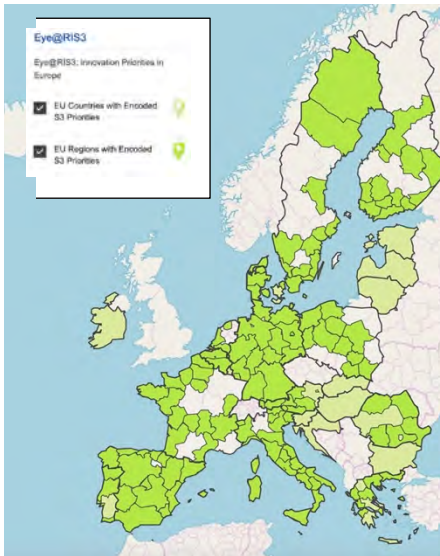 Eye@RIS3
Eye@RIS3: Innovation Priorities in
Europe
EU Countries with Encoded
S3 Priorities
EU Regions with Encoded
S3 Priorities